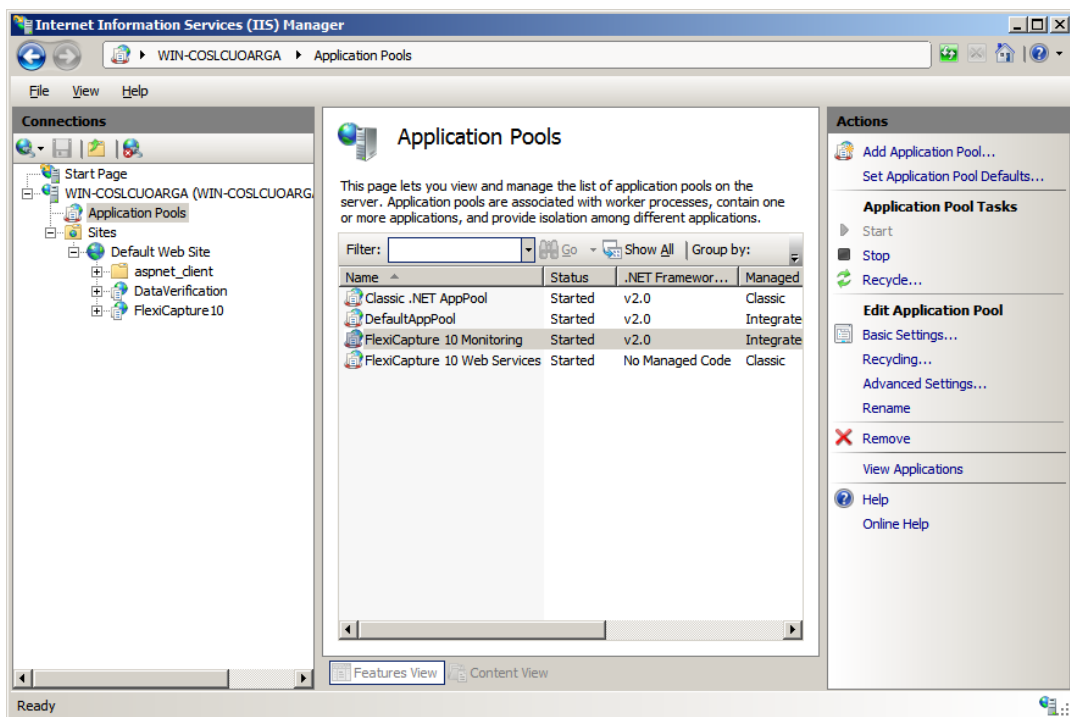 Internet Information Services (IIS) Manager
WIN-COSLCUOARGA Application Pools
File View Help
Connections
Start Page
WIN-COSLCUOARGA (WIN-COSLCUOARG
Application Pools
Sites
Default Web Site
aspnet_client
DataVerification
FlexiCapture10
Application Pools
This page lets you view and manage the list of application pools on the
server. Application pools are associated with worker processes, contain one
or more applications, and provide isolation among different applications.
Filter: Go Show All Group by:
Name Status .NET Framewor... Managed
Classic .NET AppPool Started v2.0 Classic
DefaultAppPool Started v2.0 Integrate
FlexiCapture 10 Monitoring Started v2.0 Integrate
FlexiCapture 10 Web Services Started No Managed Code Classic
Features View Content View
Actions
Add Application Pool...
Set Application Pool Defaults...
Application Pool Tasks
Start
Stop
Recycle...
Edit Application Pool
Basic Settings...
Recycling...
Advanced Settings...
Rename
Remove
View Applications
Help
Online Help
Ready